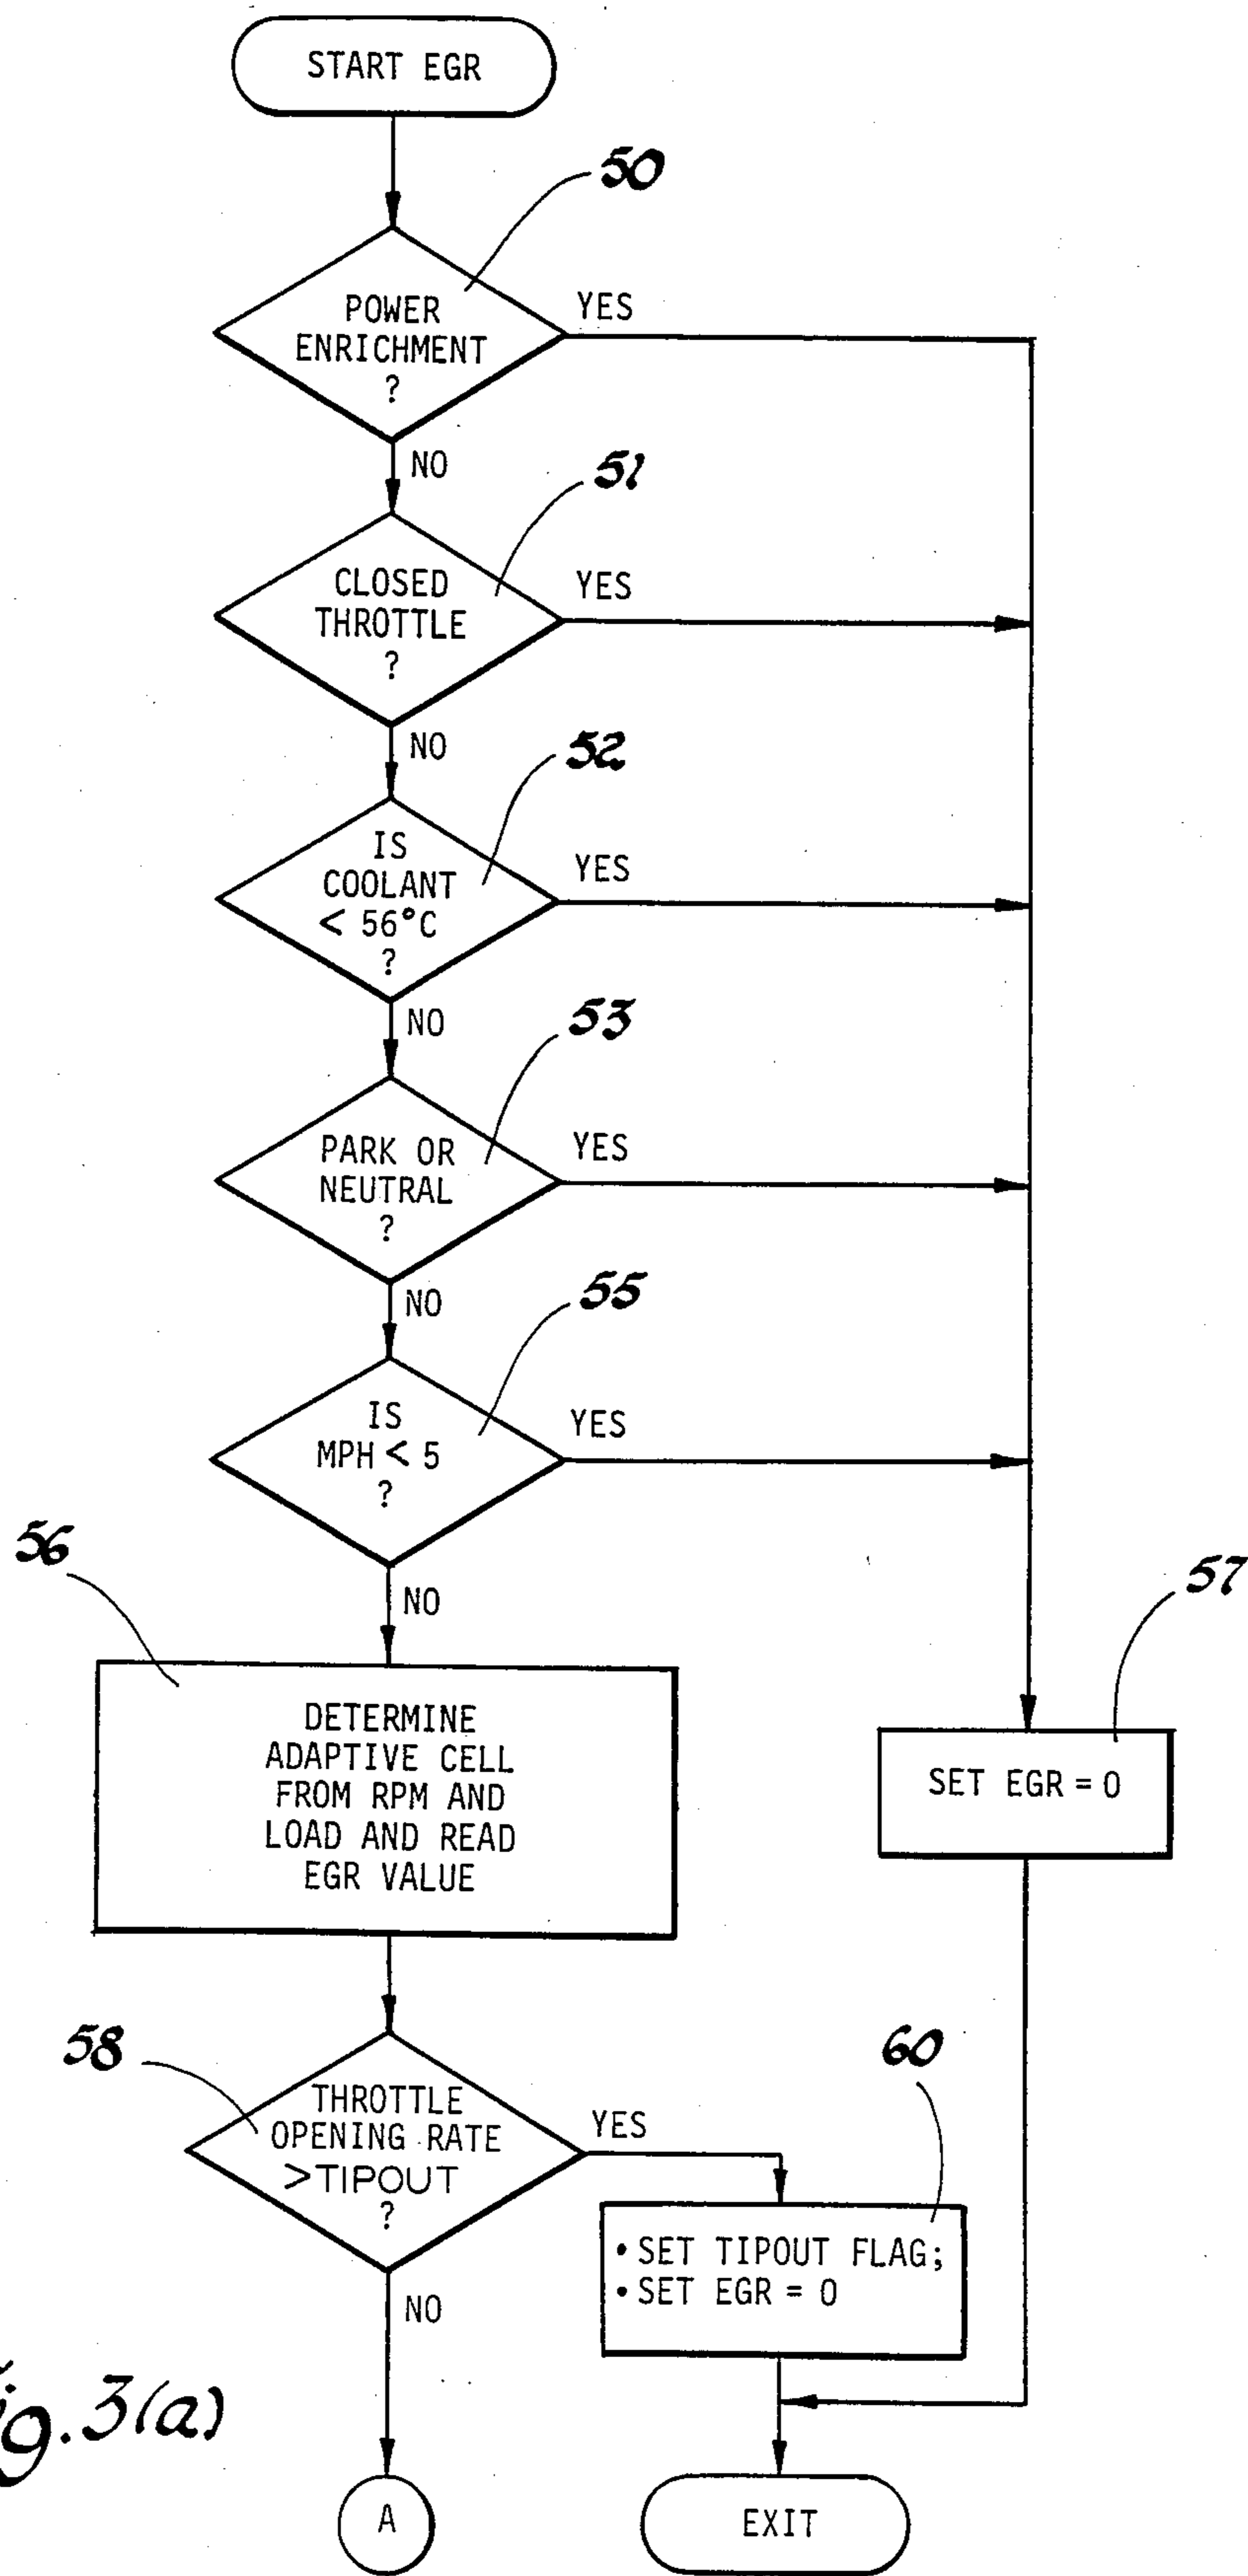 START EGR
50
POWER
ENRICHMENT
?
YES
NO
51
CLOSED
THROTTLE
?
YES
NO
52
IS
COOLANT
< 56°C
?
YES
NO
53
PARK OR
NEUTRAL
?
YES
NO
55
IS
MPH < 5
?
YES
NO
56
DETERMINE
ADAPTIVE CELL
FROM RPM AND
LOAD AND READ
EGR VALUE
57
SET EGR = 0
58
THROTTLE
OPENING RATE
>TIPOUT
?
YES
NO
60
• SET TIPOUT FLAG;
• SET EGR = 0
A
EXIT
3(a)